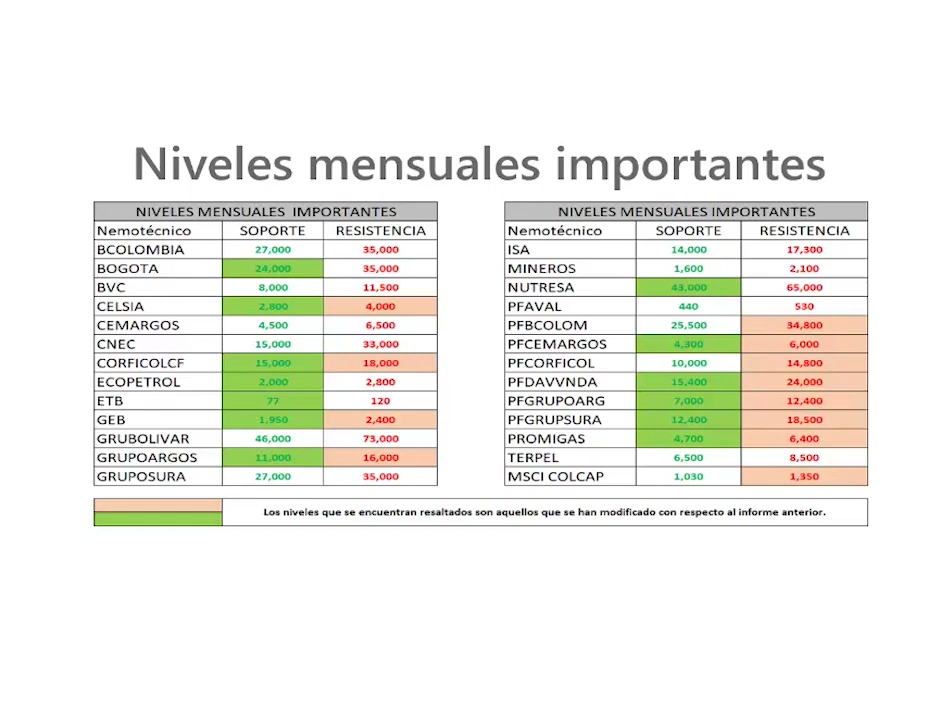 Niveles mensuales importantes
NIVELES MENSUALES IMPORTANTES
Nemotécnico SOPORTE RESISTENCIA
BCOLOMBIA 27,000 35,000
BOGOTA 24,000 35,000
BVC 8,000 11,500
CELSIA 2,800 4,000
CEMARGOS 4,500 6,500
CNEC 15,000 33,000
CORFICOLCF 15,000 18,000
ECOPETROL 2,000 2,800
ETB 77 120
GEB 1,950 2,400
GRUBOLIVAR 46,000 73,000
GRUPOARGOS 11,000 16,000
GRUPOSURA 27,000 35,000
NIVELES MENSUALES IMPORTANTES
Nemotécnico SOPORTE RESISTENCIA
ISA 14,000 17,300
MINEROS 1,600 2,100
NUTRESA 43,000 65,000
PFAVAL 440 530
PFBCOLOM 25,500 34,800
PFCEMARGOS 4,300 6,000
PFCORFICOL 10,000 14,800
PFDAVVNDA 15,400 24,000
PFGRUPOARG 7,000 12,400
PFGRUPSURA 12,400 18,500
PROMIGAS 4,700 6,400
TERPEL 6,500 8,500
MSCI COLCAP 1,030 1,350
Los niveles que se encuentran resaltados son aquellos que se han modificado con respecto al informe anterior.